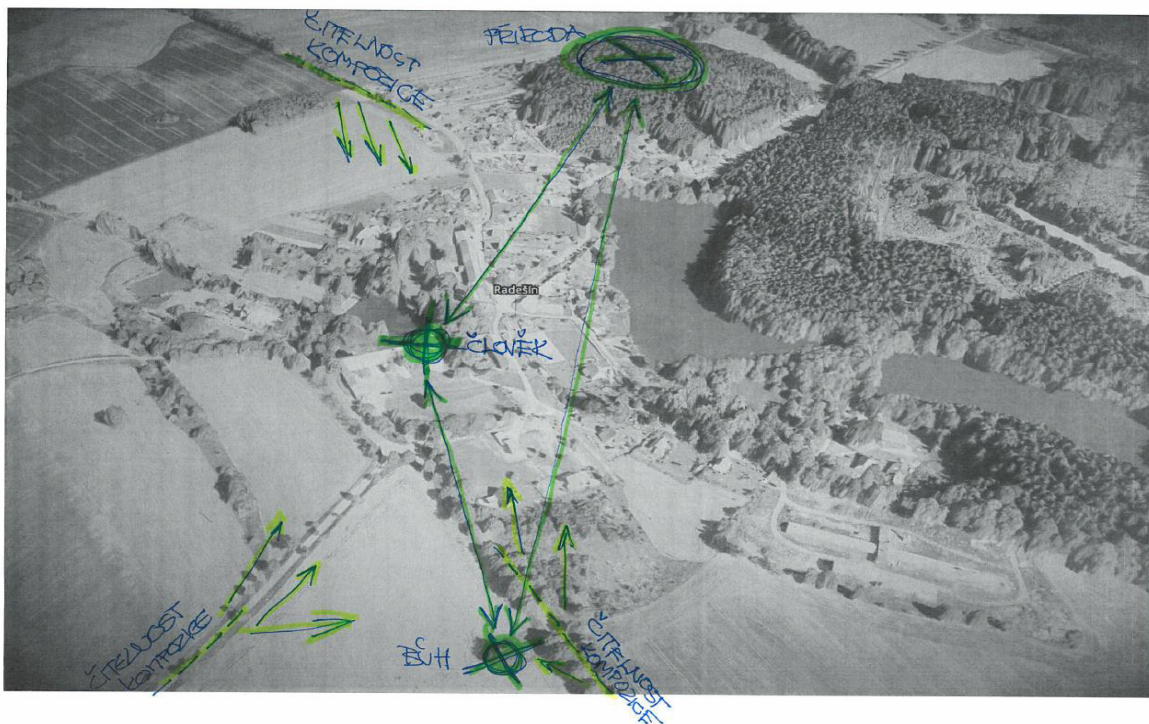 ČITELNOST
KOMPOZICE
PŘÍRODA
Radešín
ČLOVĚK
ČITELNOST
KOMPOZICE
BŮH
ČITELNOST
KOMPOZICE